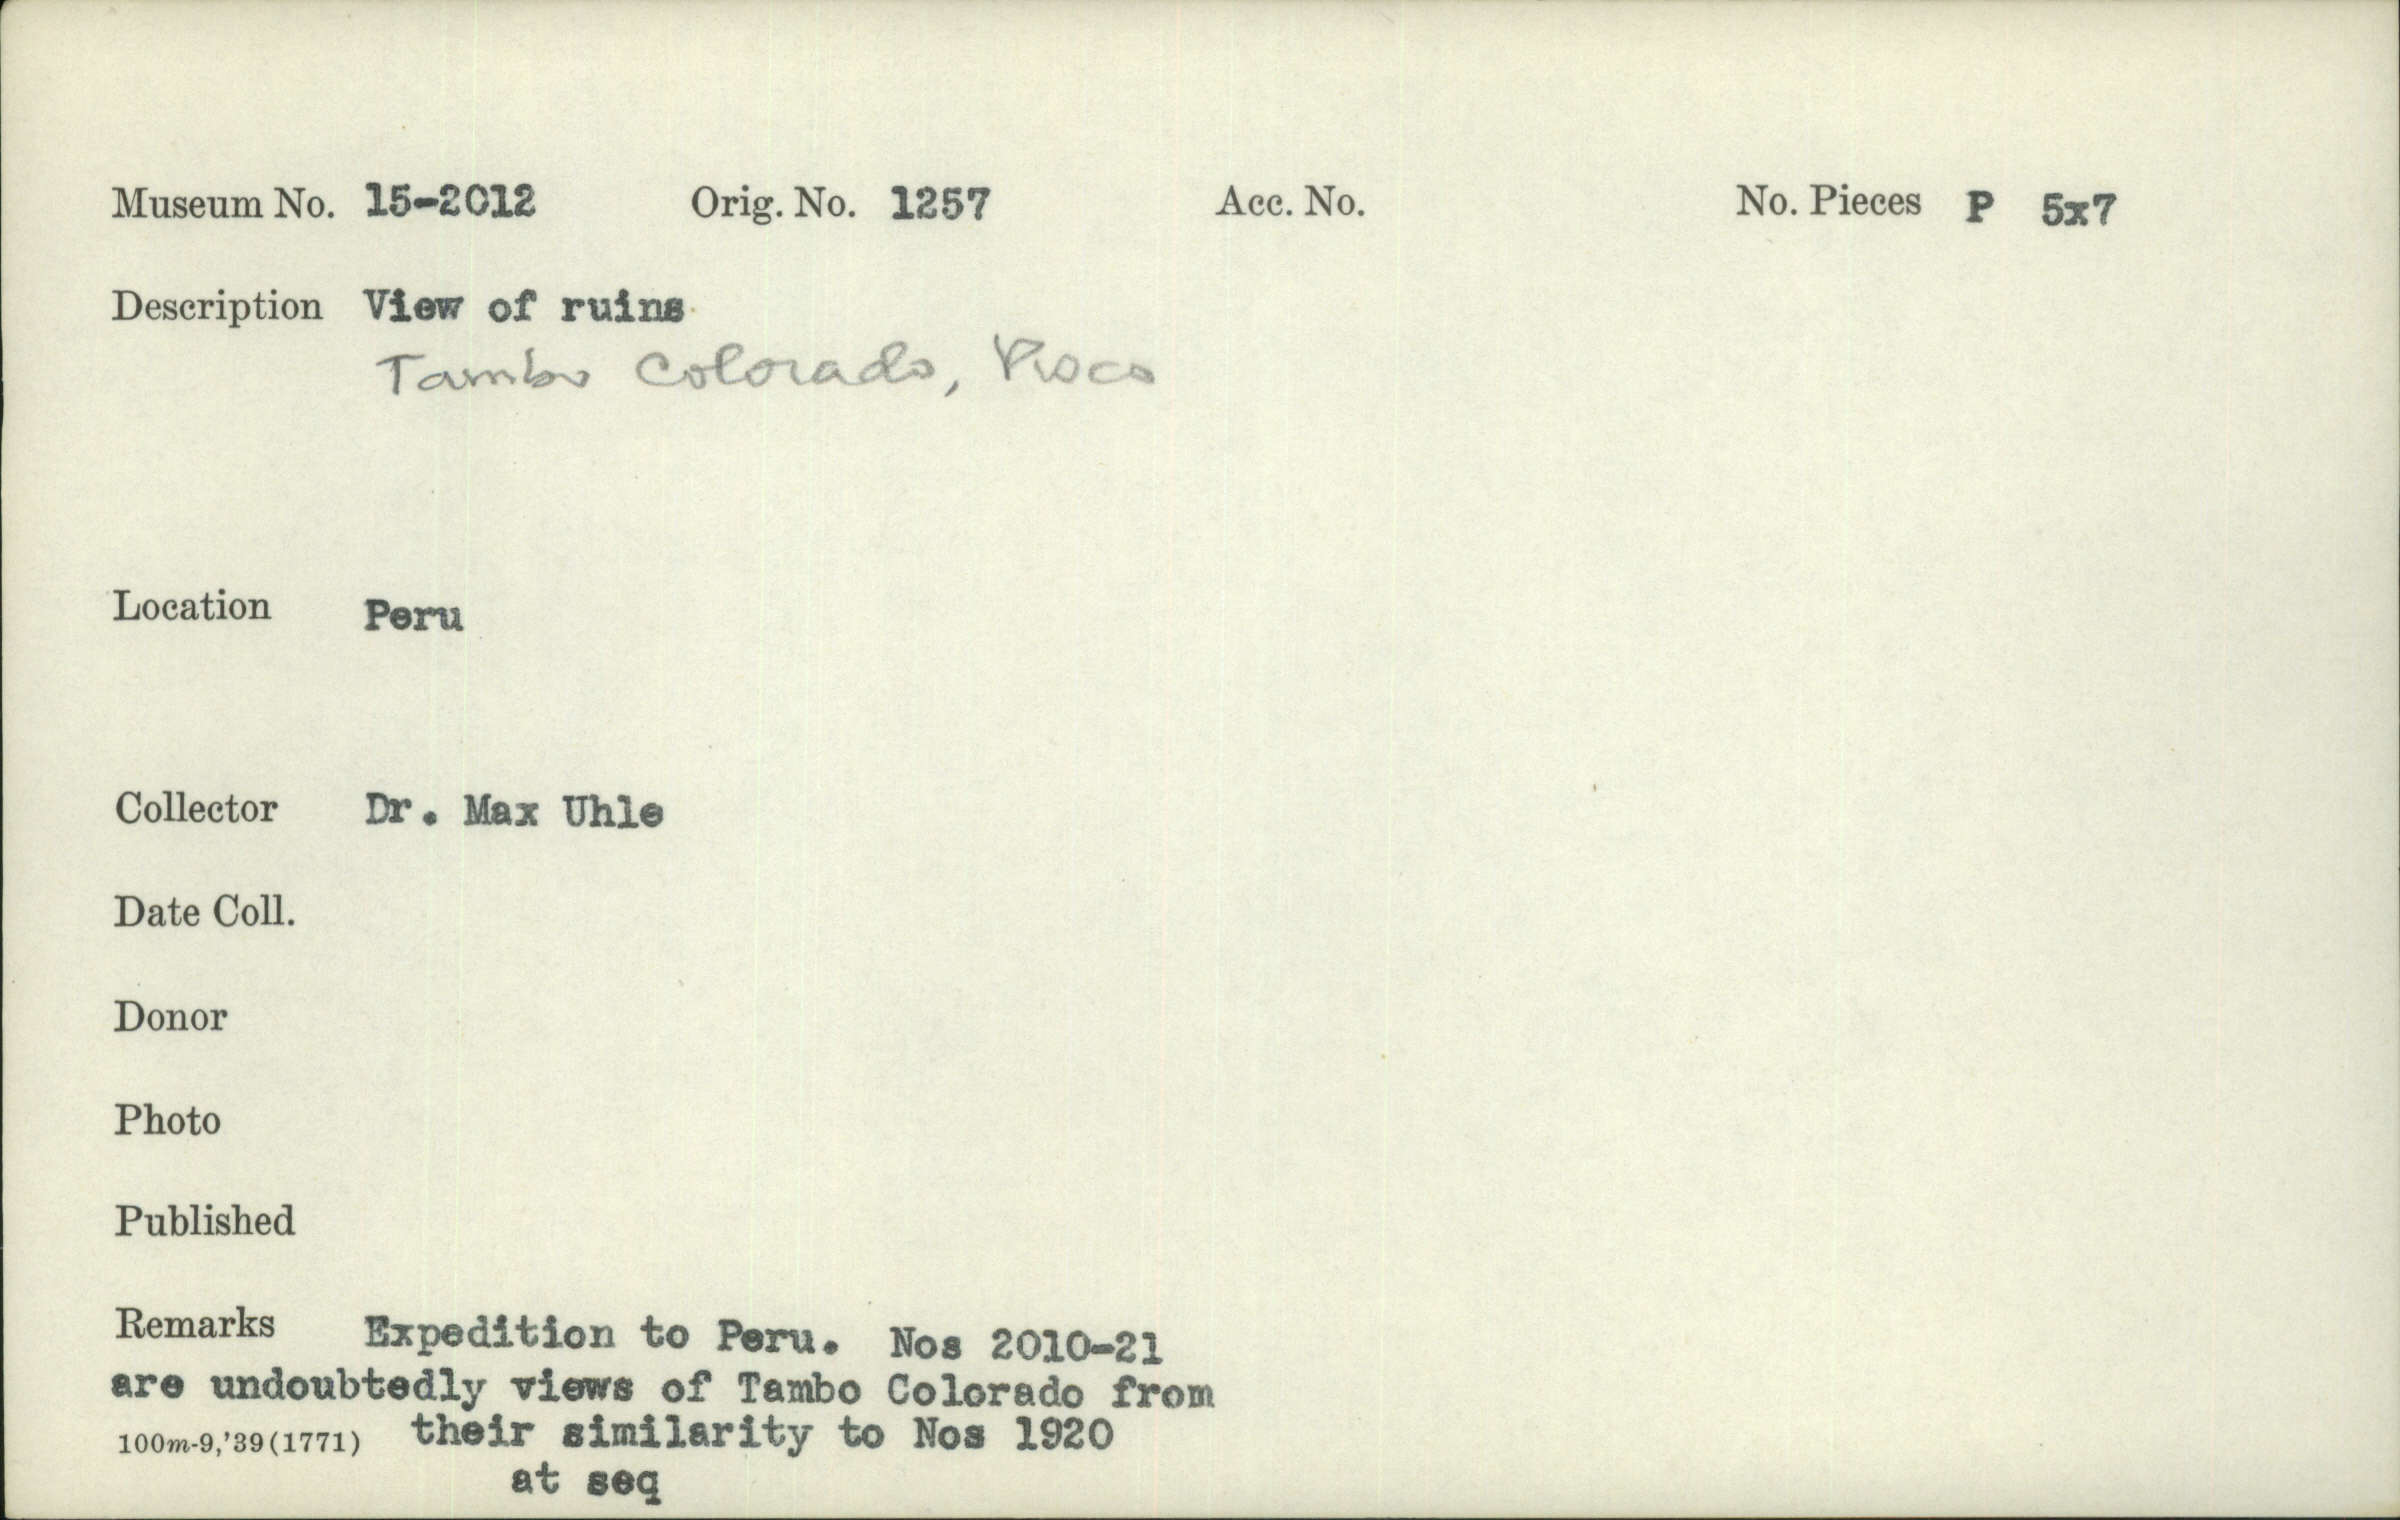 Museum No. 15-2012 Orig. No. 1257 Acc. No. No. Pieces P 5x7
Description View of ruins
Tambo Colorado, Pisco
Location Peru
Collector Dr. Max Uhle
Date Coll.
Donor
Photo
Published
Remarks Expedition to Peru. Nos 2010-21
are undoubtedly views of Tambo Colorado from
100m-9,'39(1771) their similarity to Nos 1920
at seq